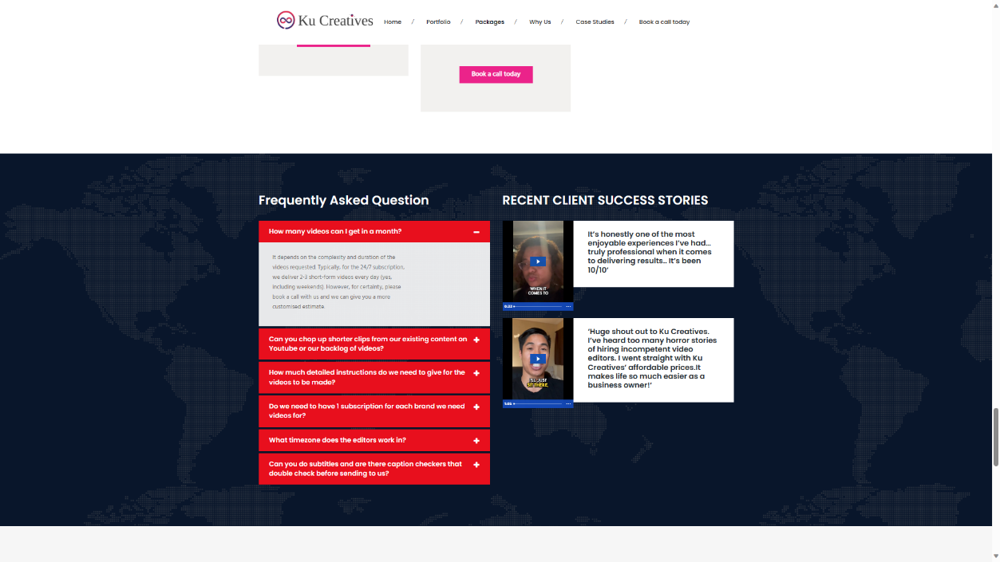 Ku Creatives
Home / Portfolio / Packages / Why Us / Case Studies / Book a call today
Book a call today
Frequently Asked Question
How many videos can I get in a month?
It depends on the complexity and duration of the
videos requested. Typically, for the 24/7 subscription,
we deliver 2-3 short-form videos every day (yes,
including weekends). However, for certainty, please
book a call with us and we can give you a more
customised estimate.
Can you chop up shorter clips from our existing content on
Youtube or our backlog of videos?
How much detailed instructions do we need to give for the
videos to be made?
Do we need to have 1 subscription for each brand we need
videos for?
What timezone does the editors work in?
Can you do subtitles and are there caption checkers that
double check before sending to us?
RECENT CLIENT SUCCESS STORIES
WHEN IT
COMES TO
0:33
It's honestly one of the most
enjoyable experiences I've had...
truly professional when it comes
to delivering results.. It's been
10/10'
SIT THERE,
1:05
'Huge shout out to Ku Creatives.
I've heard too many horror stories
of hiring incompetent video
editors. I went straight with Ku
Creatives' affordable prices.It
makes life so much easier as a
business owner!'